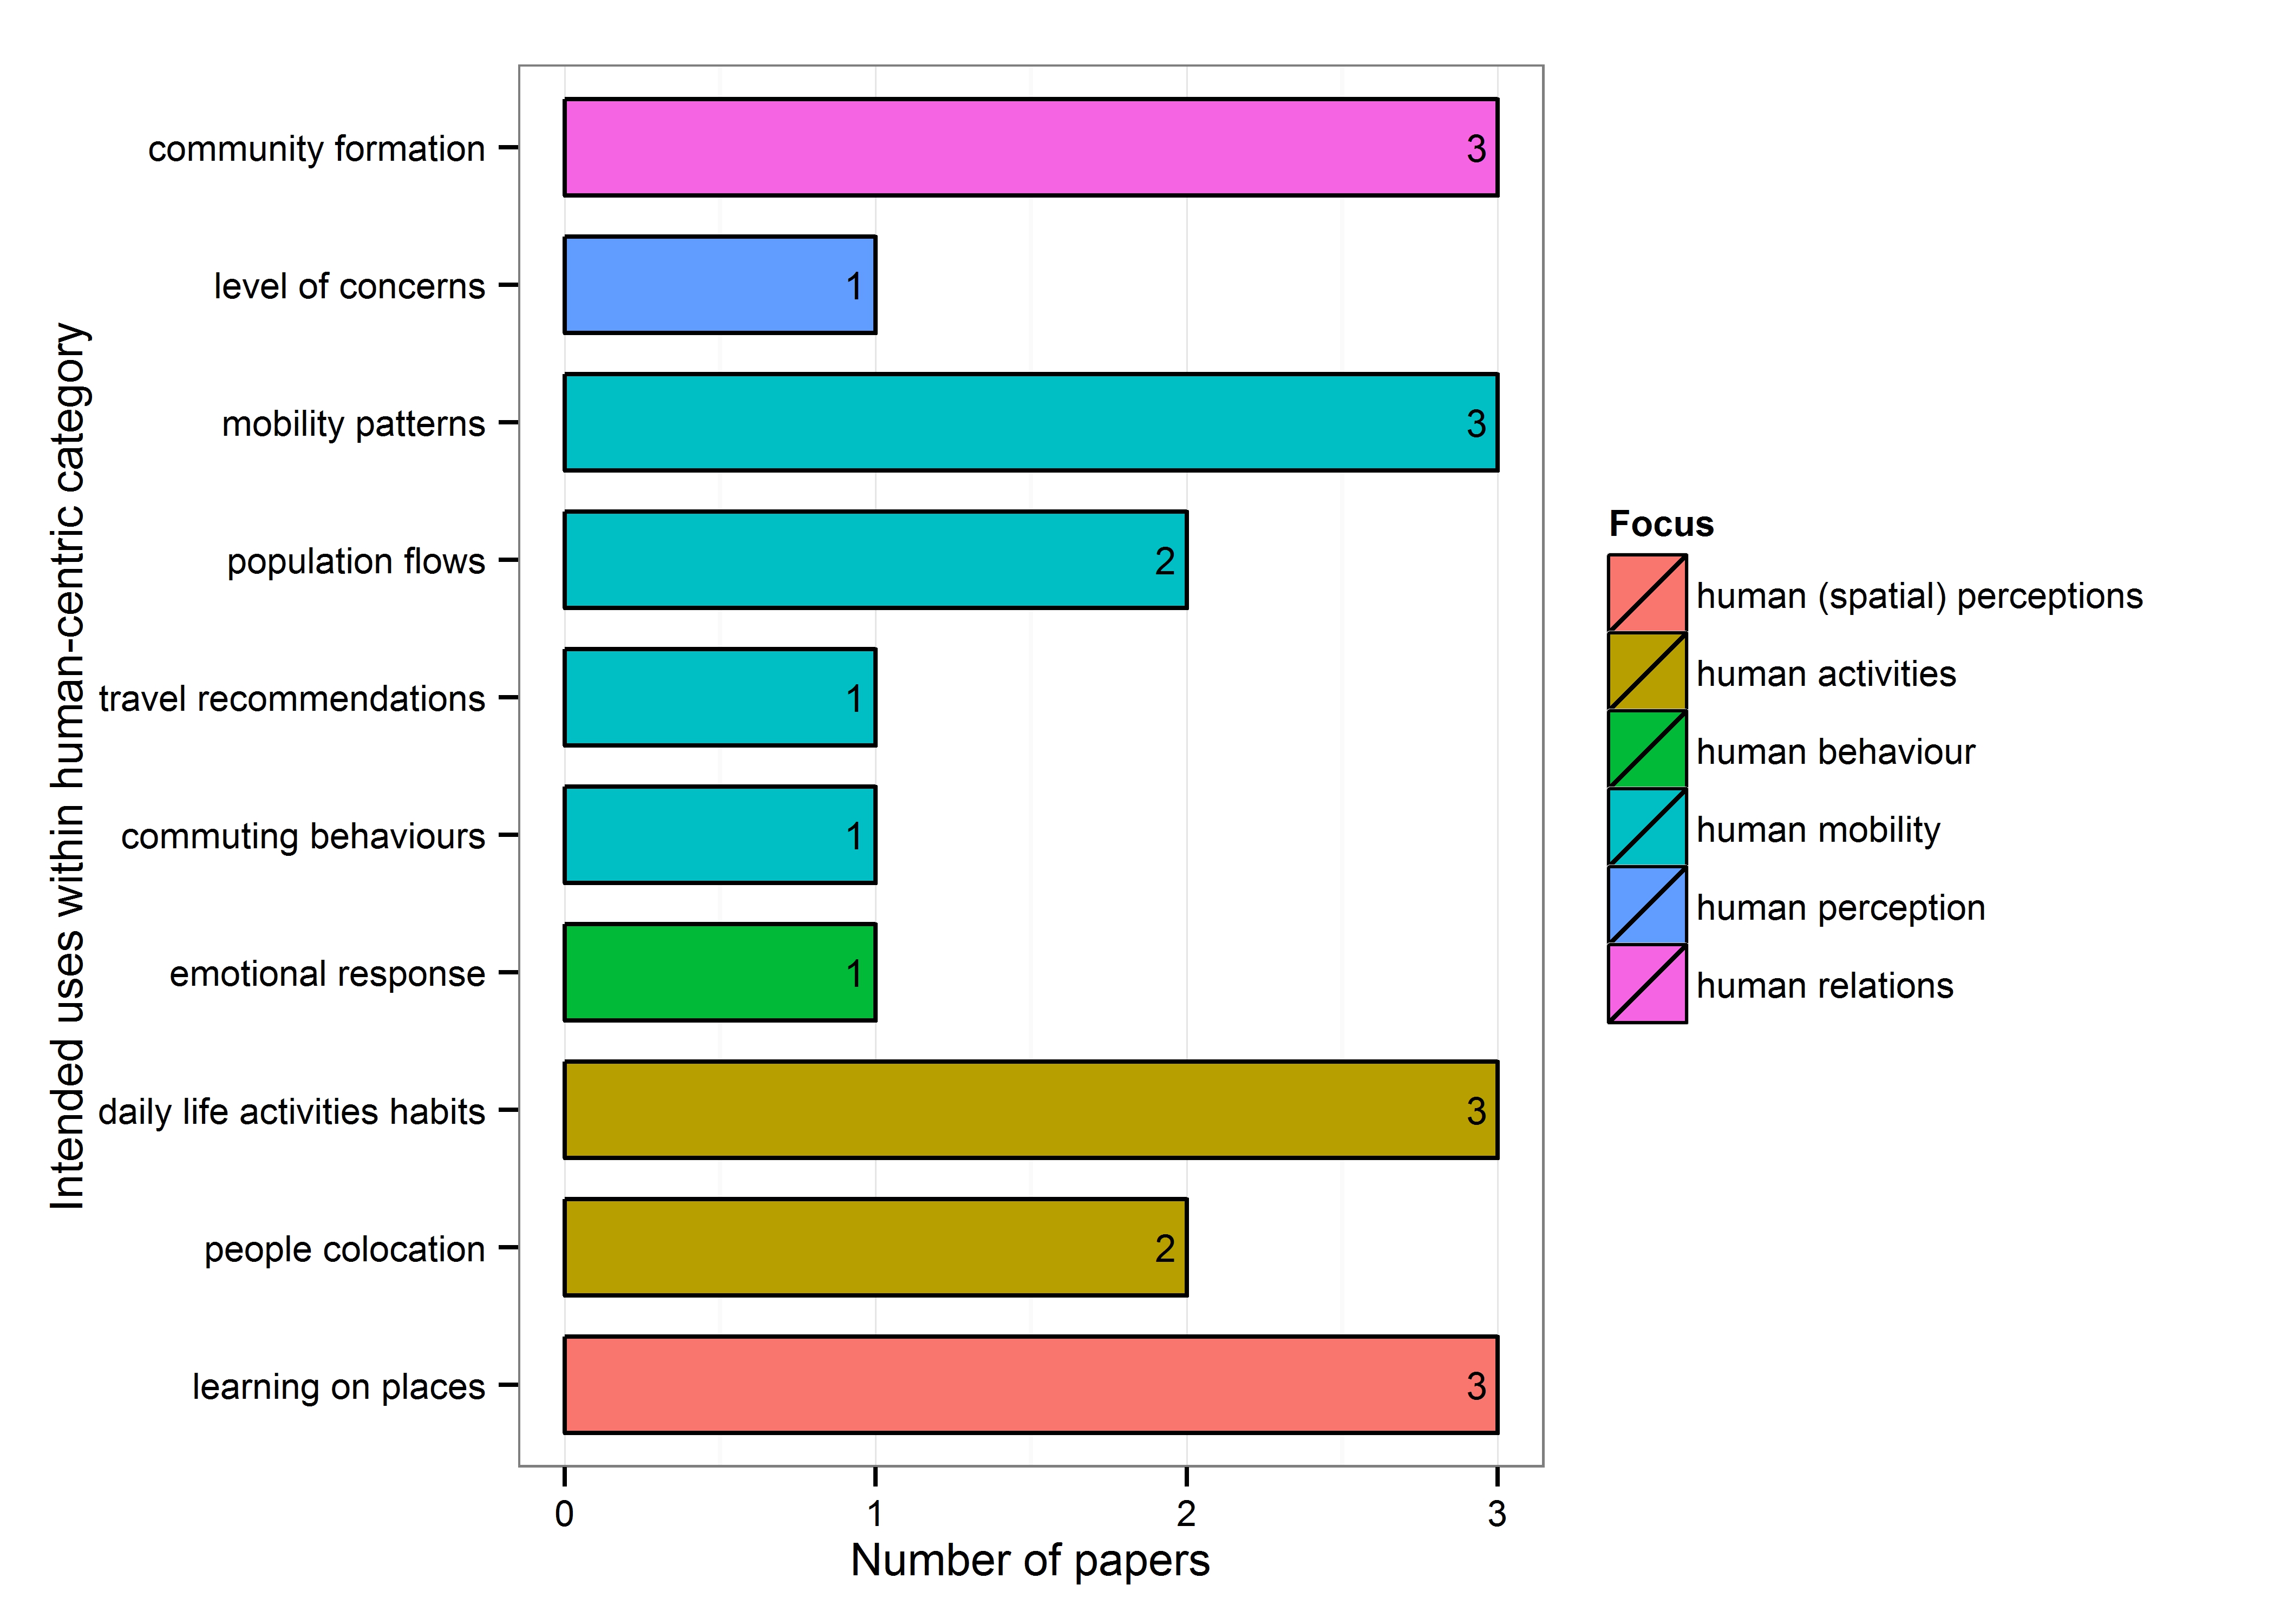 Intended uses within human-centric category
community formation
3
level of concerns
1
mobility patterns
3
population flows
2
travel recommendations
1
commuting behaviours
1
emotional response
1
daily life activities habits
3
people colocation
2
learning on places
3
0 1 2 3
Number of papers
Focus
human (spatial) perceptions
human activities
human behaviour
human mobility
human perception
human relations